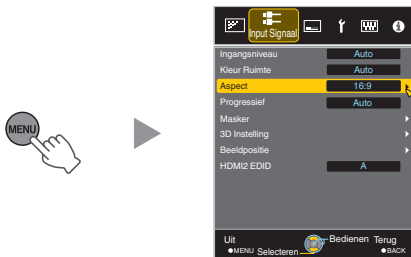 MENU
Input Signaal
Ingangsniveau Auto
Kleur Ruimte Auto
Aspect 16:9
Progressief Auto
Masker
3D Instelling
Beeldpositie
HDMI2 EDID A
Uit Bedienen Terug
MENU Selecteren BACK